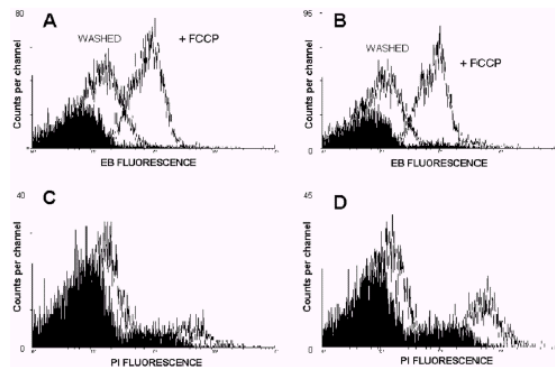 A
80
WASHED
+ FCCP
Counts per channel
0
EB FLUORESCENCE
B
95
WASHED
+ FCCP
Counts per channel
0
EB FLUORESCENCE
C
40
Counts per channel
0
PI FLUORESCENCE
D
45
Counts per channel
0
PI FLUORESCENCE